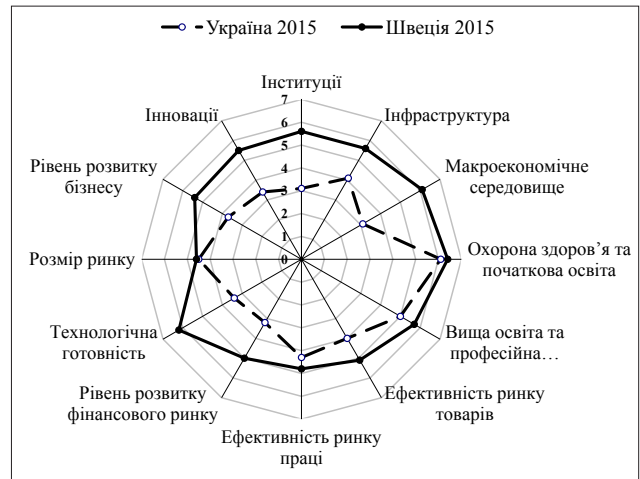 Україна 2015 Швеція 2015
Інституції
Інфраструктура
Макроекономічне
середовище
Охорона здоров’я та
початкова освіта
Вища освіта та
професійна…
Ефективність ринку
товарів
Ефективність ринку
праці
Рівень розвитку
фінансового ринку
Технологічна
готовність
Розмір ринку
Рівень розвитку
бізнесу
Інновації
7
6
5
4
3
2
1
0